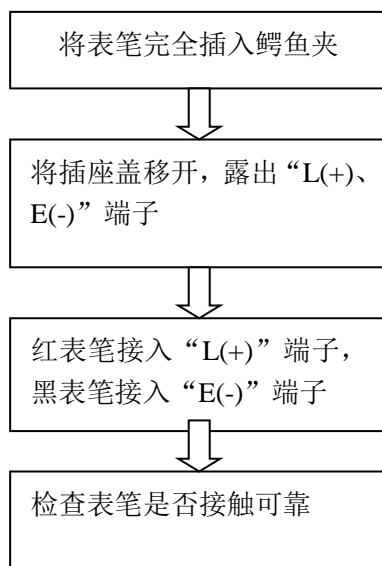 将表笔完全插入鳄鱼夹
将插座盖移开，露出“L(+)、
E(-)”端子
红表笔接入“L(+)”端子，
黑表笔接入“E(-)”端子
检查表笔是否接触可靠